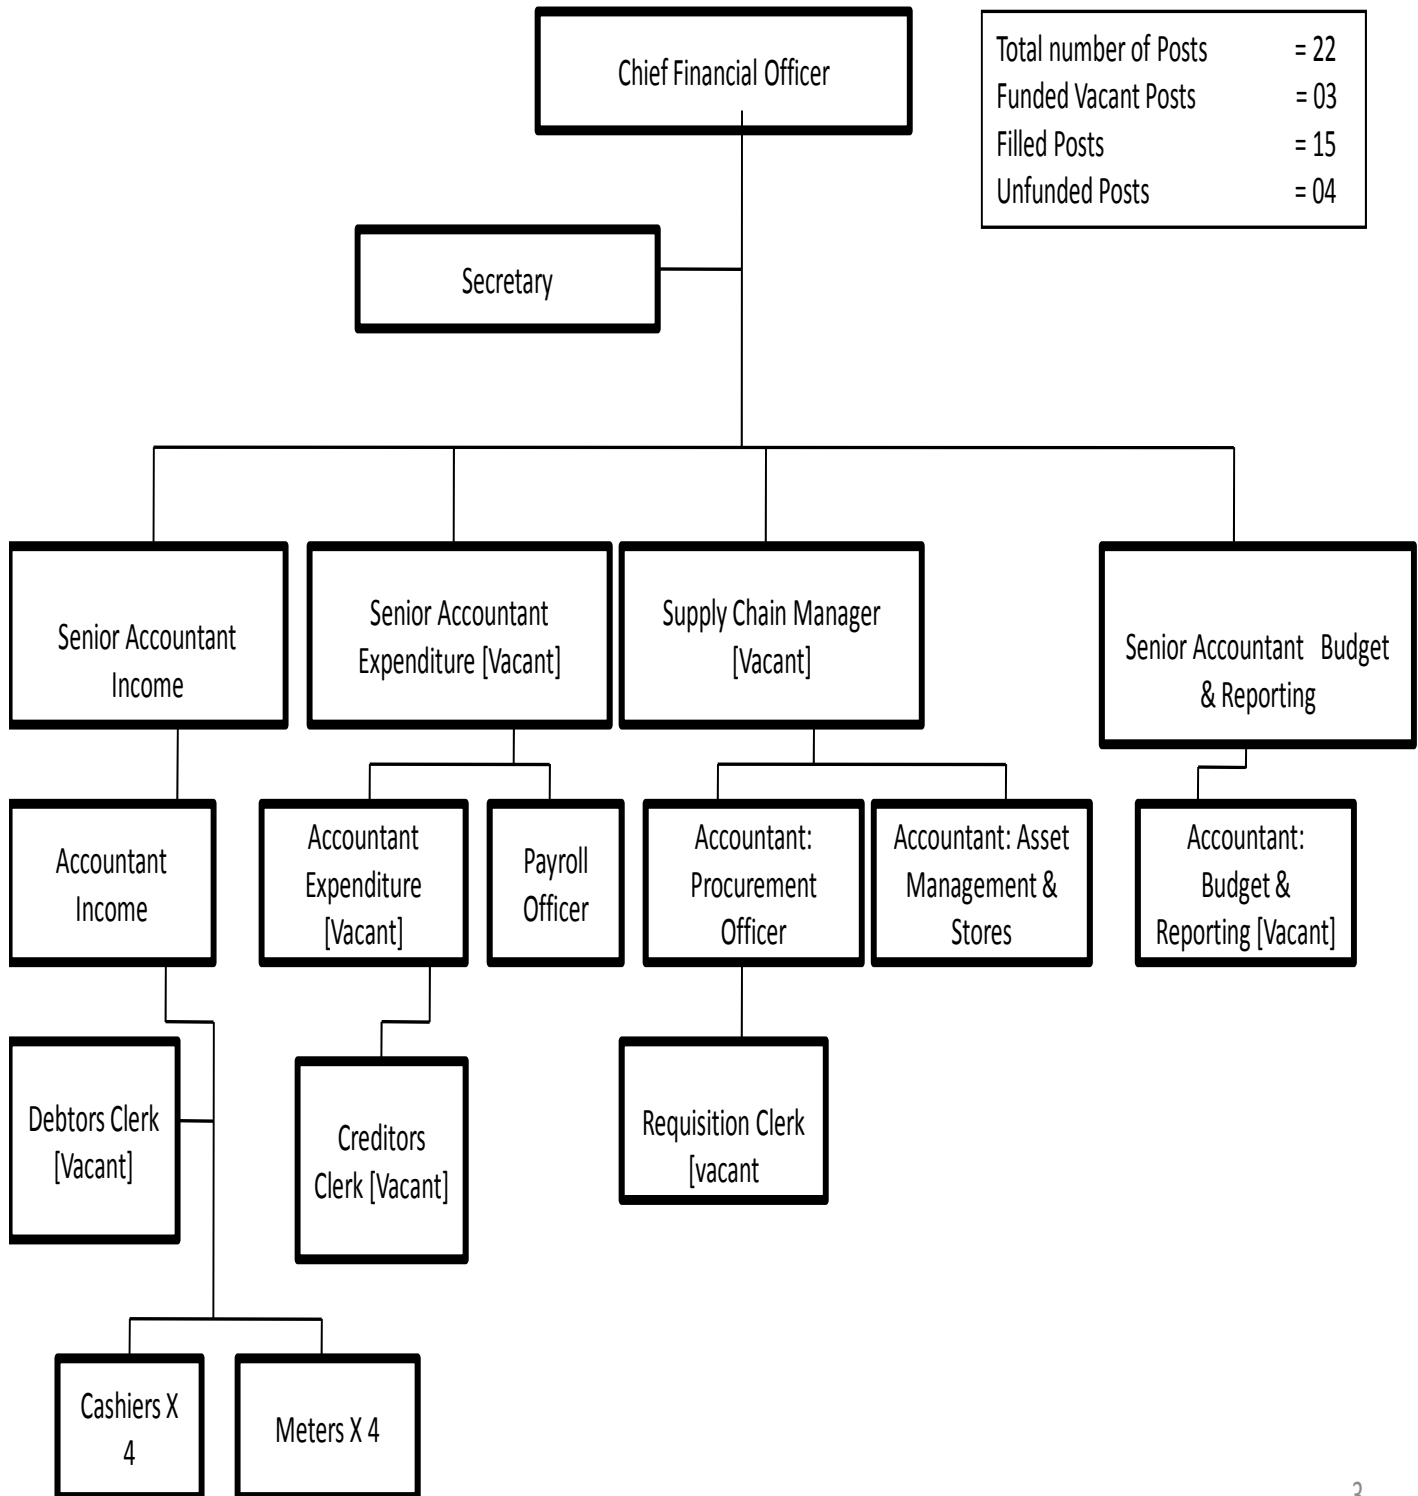 Chief Financial Officer
Total number of Posts = 22
Funded Vacant Posts = 03
Filled Posts = 15
Unfunded Posts = 04
Secretary
Senior Accountant
Income
Senior Accountant
Expenditure [Vacant]
Supply Chain Manager
[Vacant]
Senior Accountant Budget
& Reporting
Accountant
Income
Accountant
Expenditure
[Vacant]
Payroll
Officer
Accountant:
Procurement
Officer
Accountant: Asset
Management &
Stores
Accountant:
Budget &
Reporting [Vacant]
Debtors Clerk
[Vacant]
Creditors
Clerk [Vacant]
Requisition Clerk
[vacant
Cashiers X
4
Meters X 4
3